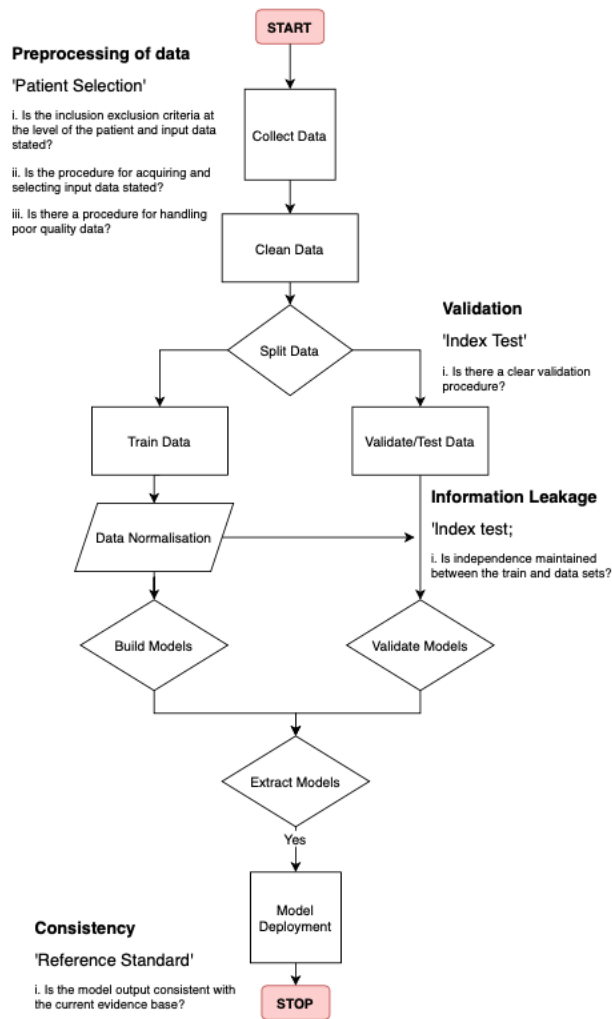 START
Preprocessing of data
'Patient Selection'
i. Is the inclusion exclusion criteria at
the level of the patient and input data
stated?
ii. Is the procedure for acquiring and
selecting input data stated?
iii. Is there a procedure for handling
poor quality data?
Collect Data
Clean Data
Split Data
Validation
'Index Test'
i. Is there a clear validation
procedure?
Train Data
Validate/Test Data
Information Leakage
'Index test;
i. Is independence maintained
between the train and data sets?
Data Normalisation
Build Models
Validate Models
Extract Models
Yes
Model
Deployment
Consistency
'Reference Standard'
i. Is the model output consistent with
the current evidence base?
STOP